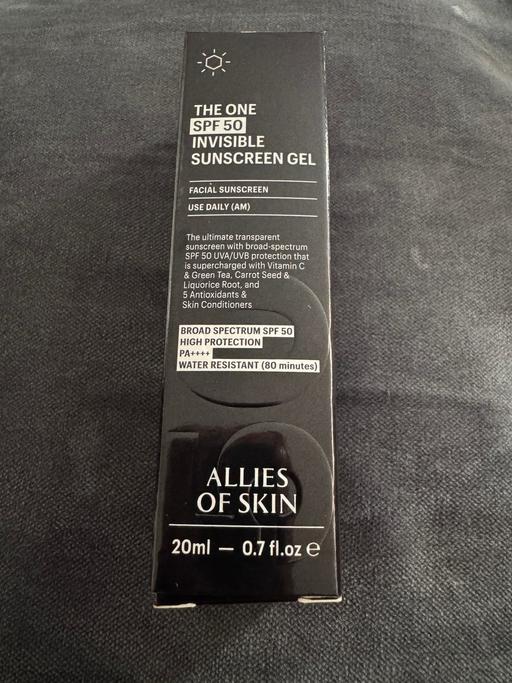 THE ONE
SPF 50
INVISIBLE
SUNSCREEN GEL
FACIAL SUNSCREEN
USE DAILY (AM)
The ultimate transparent
sunscreen with broad-spectrum
SPF 50 UVA/UVB protection that
is supercharged with Vitamin C
& Green Tea, Carrot Seed &
Liquorice Root, and
5 Antioxidants &
Skin Conditioners
BROAD SPECTRUM SPF 50
HIGH PROTECTION
PA++++
WATER RESISTANT (80 minutes)
ALLIES
OF SKIN
20ml — 0.7 fl.oz ℮